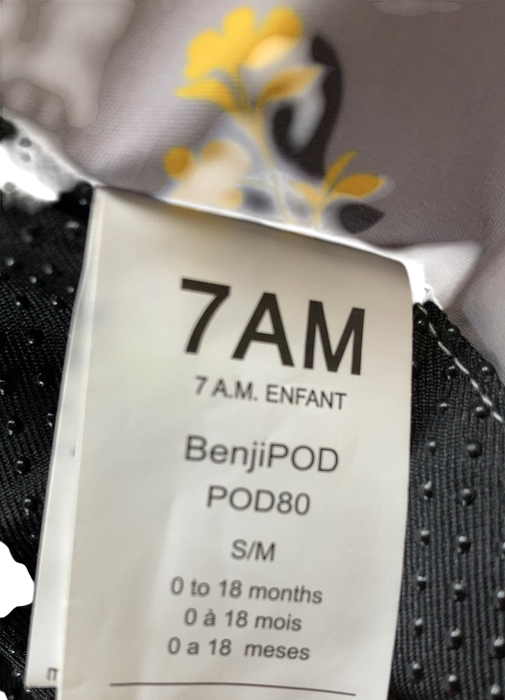 7AM
7 A.M. ENFANT
BenjiPOD
POD80
S/M
0 to 18 months
0 à 18 mois
0 a 18 meses